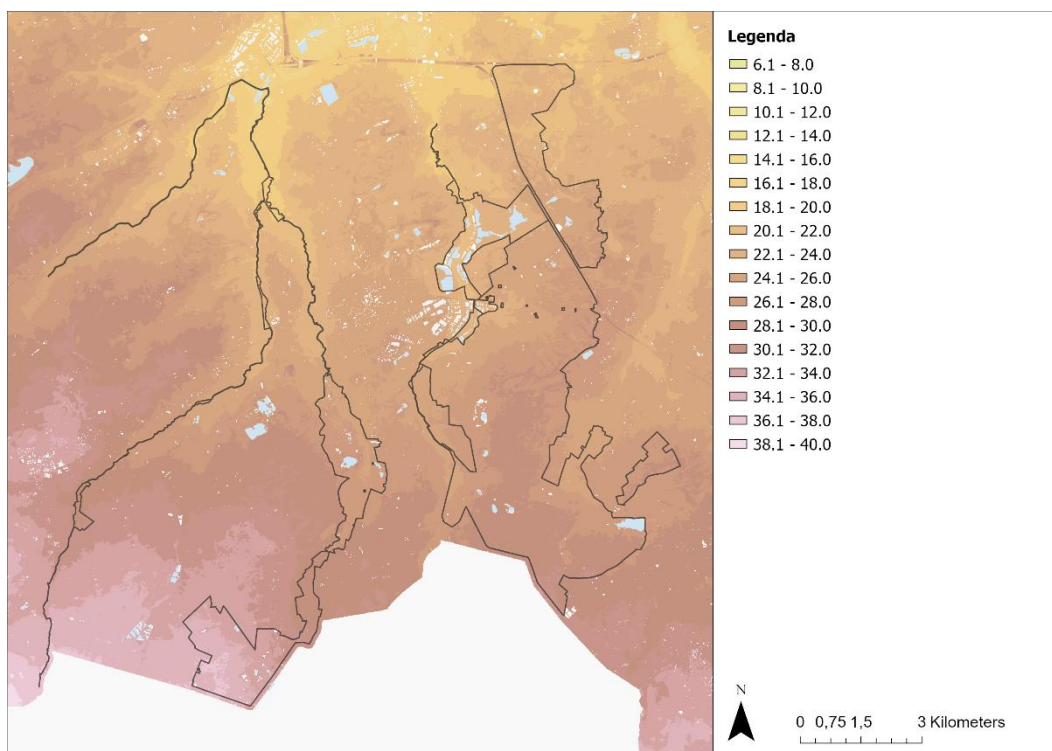 Legenda
6.1 - 8.0
8.1 - 10.0
10.1 - 12.0
12.1 - 14.0
14.1 - 16.0
16.1 - 18.0
18.1 - 20.0
20.1 - 22.0
22.1 - 24.0
24.1 - 26.0
26.1 - 28.0
28.1 - 30.0
30.1 - 32.0
32.1 - 34.0
34.1 - 36.0
36.1 - 38.0
38.1 - 40.0
N
0 0,75 1,5 3 Kilometers